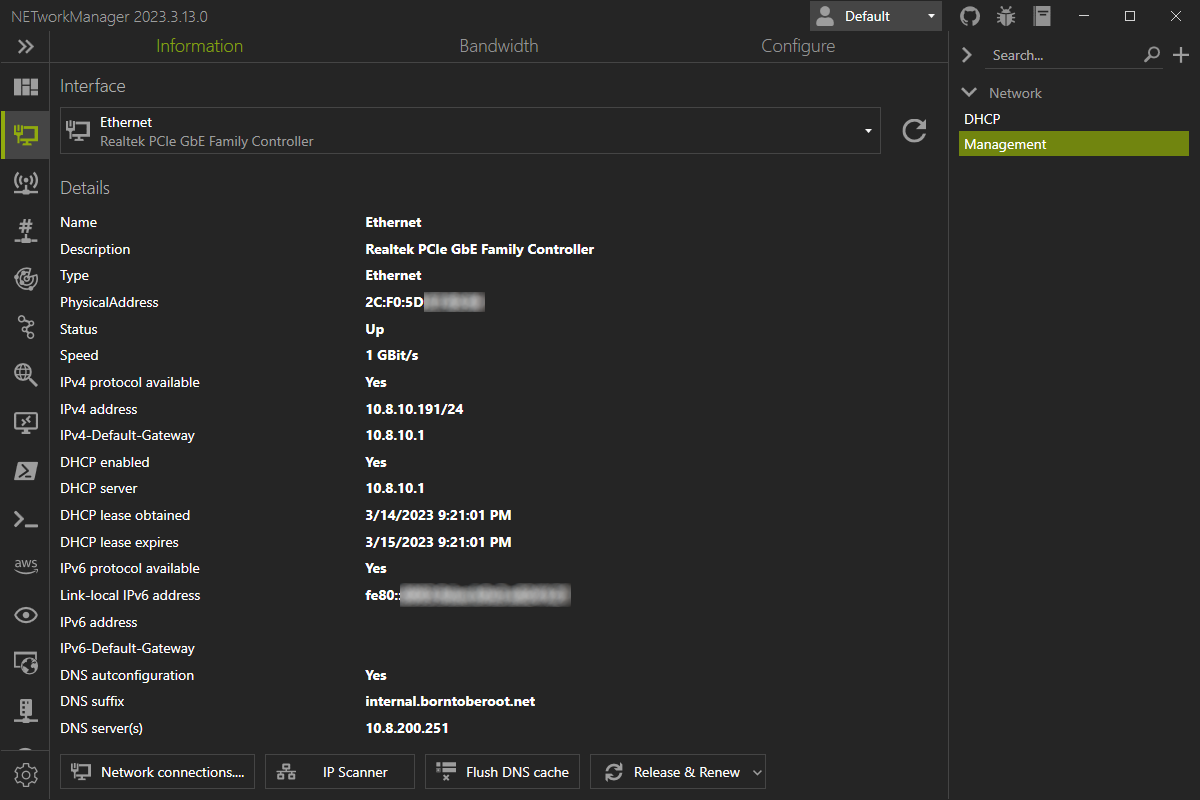 NETworkManager 2023.3.13.0
Default
Information Bandwidth Configure
Search...
Interface
Network
Ethernet
Realtek PCIe GbE Family Controller
DHCP
Management
Details
Name Ethernet
Description Realtek PCIe GbE Family Controller
Type Ethernet
PhysicalAddress 2C:F0:5D
Status Up
Speed 1 GBit/s
IPv4 protocol available Yes
IPv4 address 10.8.10.191/24
IPv4-Default-Gateway 10.8.10.1
DHCP enabled Yes
DHCP server 10.8.10.1
DHCP lease obtained 3/14/2023 9:21:01 PM
DHCP lease expires 3/15/2023 9:21:01 PM
IPv6 protocol available Yes
Link-local IPv6 address fe80::
IPv6 address
IPv6-Default-Gateway
DNS autconfiguration Yes
DNS suffix internal.borntoberoot.net
DNS server(s) 10.8.200.251
aws
Network connections.... IP Scanner Flush DNS cache Release & Renew